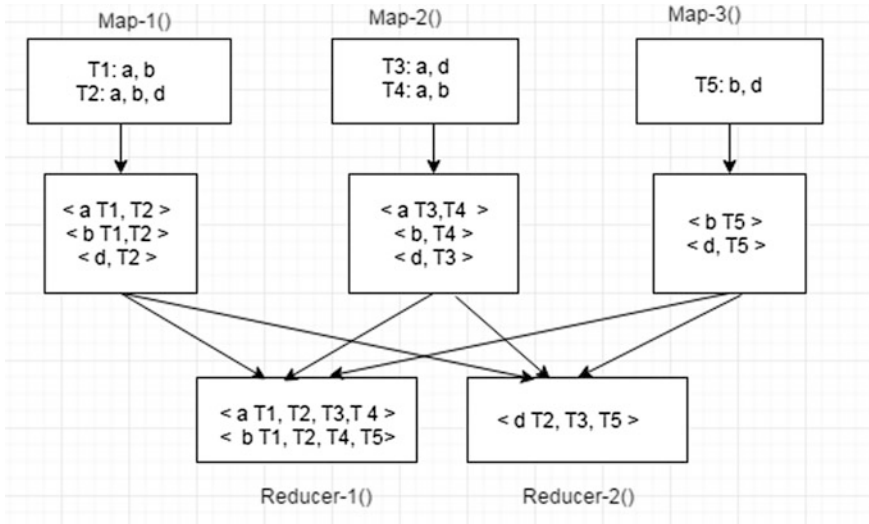 Map-1()
Map-2()
Map-3()
T1: a, b
T2: a, b, d
T3: a, d
T4: a, b
T5: b, d
< a T1, T2 >
< b T1,T2 >
< d, T2 >
< a T3,T4 >
< b, T4 >
< d, T3 >
< b T5 >
< d, T5 >
< a T1, T2, T3,T 4 >
< b T1, T2, T4, T5>
< d T2, T3, T5 >
Reducer-1()
Reducer-2()